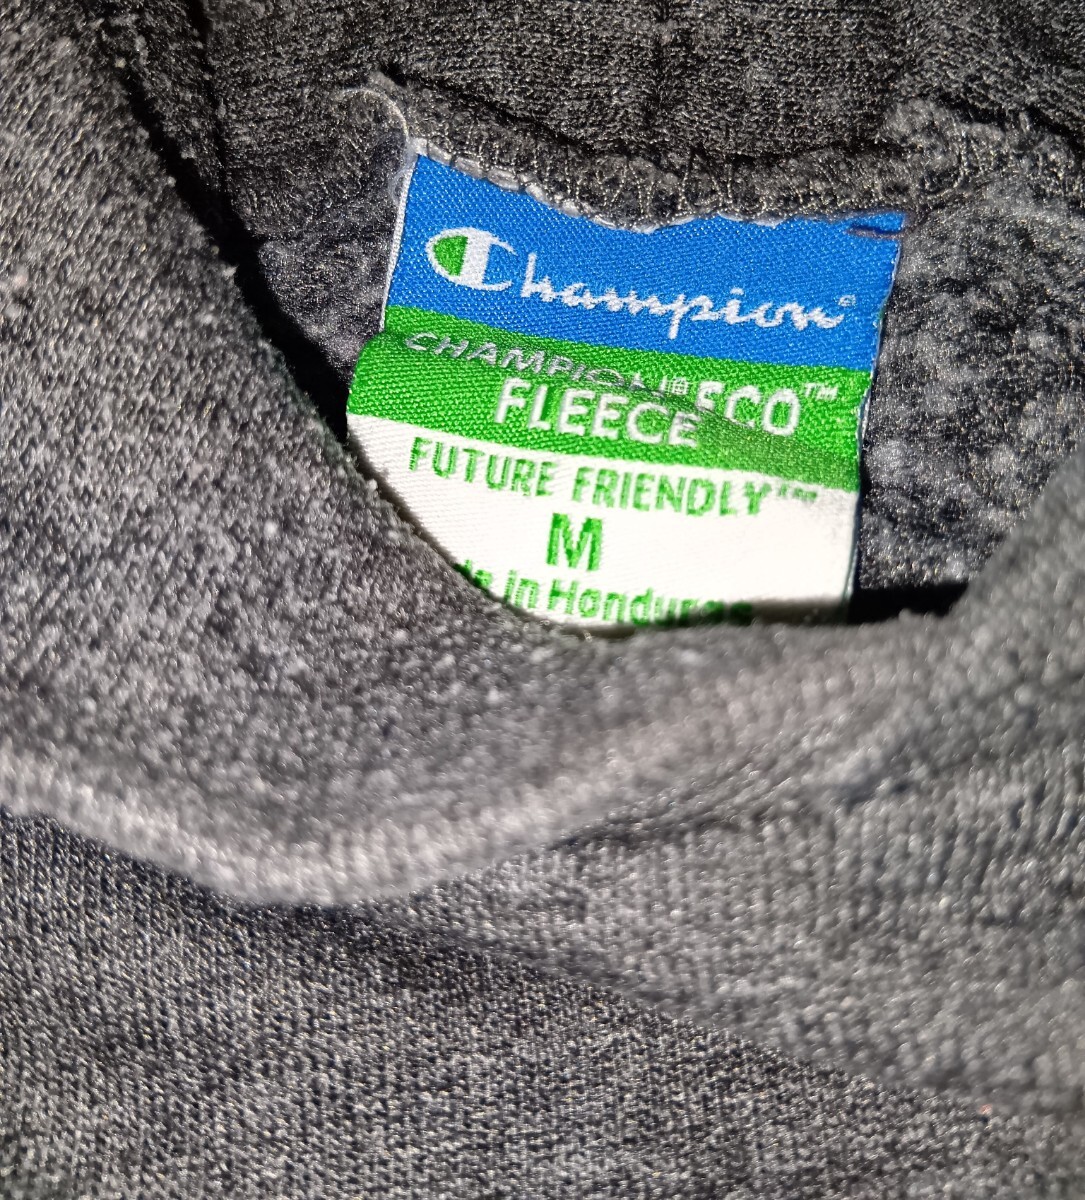 Champion®
CHAMPION® ECO™
FLEECE
FUTURE FRIENDLY™
M
in Honduras